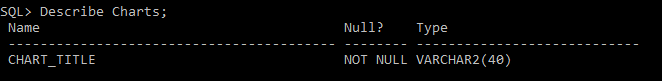 SQL> Describe Charts;
Name Null? Type
----------------------------------------- -------- ----------------------------
CHART_TITLE NOT NULL VARCHAR2(40)